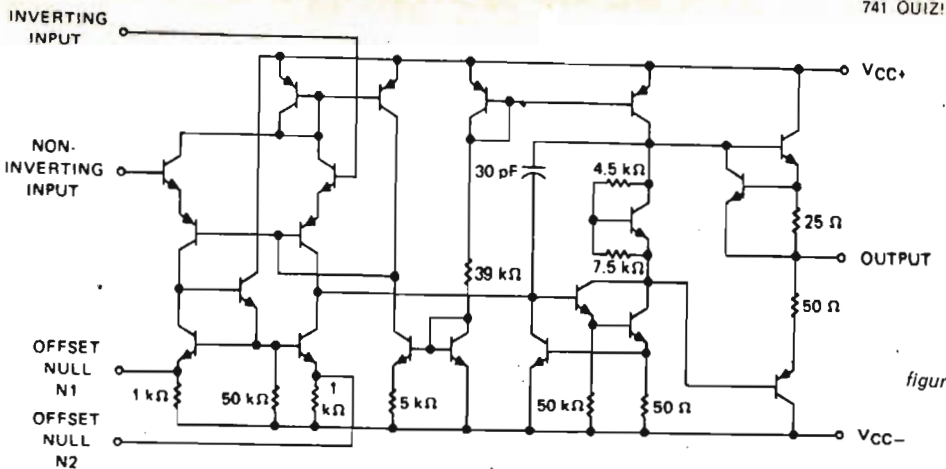 741 QUIZ!
INVERTING
INPUT
VCC+
NON-
INVERTING
INPUT
30 pF
4.5 kΩ
25 Ω
7.5 kΩ
39 kΩ
OUTPUT
50 Ω
OFFSET
NULL
N1
1 kΩ
50 kΩ
1
kΩ
5 kΩ
50 kΩ
50 Ω
figur
OFFSET
NULL
N2
VCC−